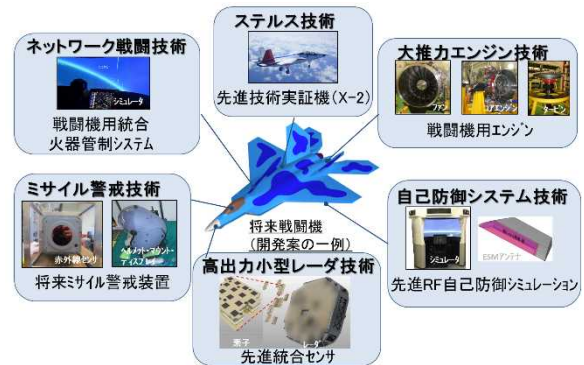 ステルス技術
先進技術実証機(X-2)
ネットワーク戦闘技術
シミュレータ
戦闘機用統合
火器管制システム
大推力エンジン技術
ファン
コアエンジン
タービン
戦闘機用エンジン
ミサイル警戒技術
赤外線センサ
ヘルメット・マウント・
ディスプレイ
将来ミサイル警戒装置
将来戦闘機
(開発案の一例)
自己防御システム技術
シミュレータ
ESMアンテナ
先進RF自己防御シミュレーション
高出力小型レーダ技術
素子
レーダ
先進統合センサ